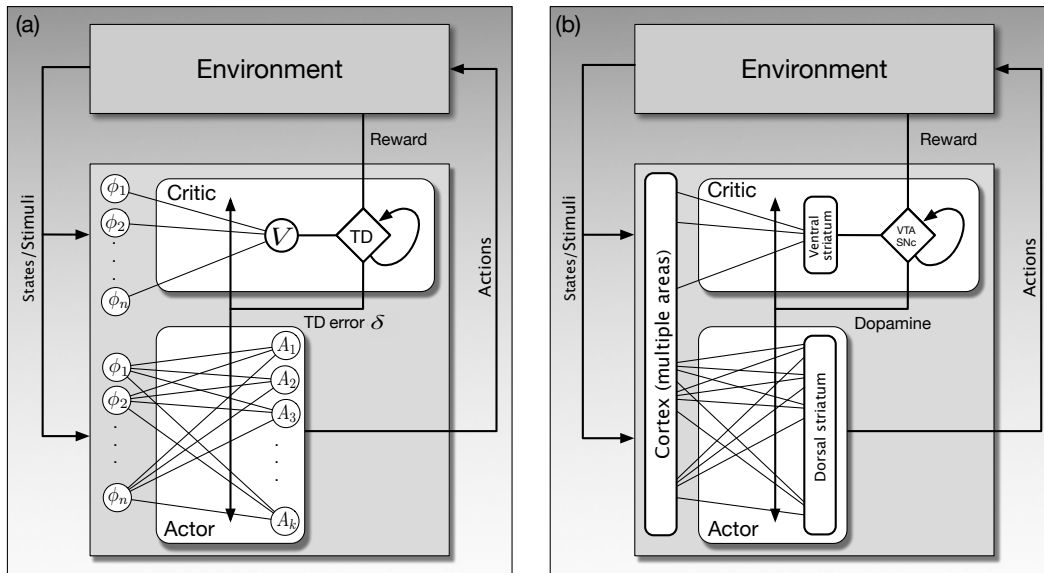 (a)
Environment
Reward
States/Stimuli
Actions
Critic
ϕ1
ϕ2
.
.
.
ϕn
V
TD
TD error δ
ϕ1
ϕ2
.
.
.
ϕn
A1
A2
A3
.
.
.
Ak
Actor
(b)
Environment
Reward
States/Stimuli
Actions
Cortex (multiple areas)
Critic
Ventral
striatum
VTA
SNc
Dopamine
Dorsal striatum
Actor